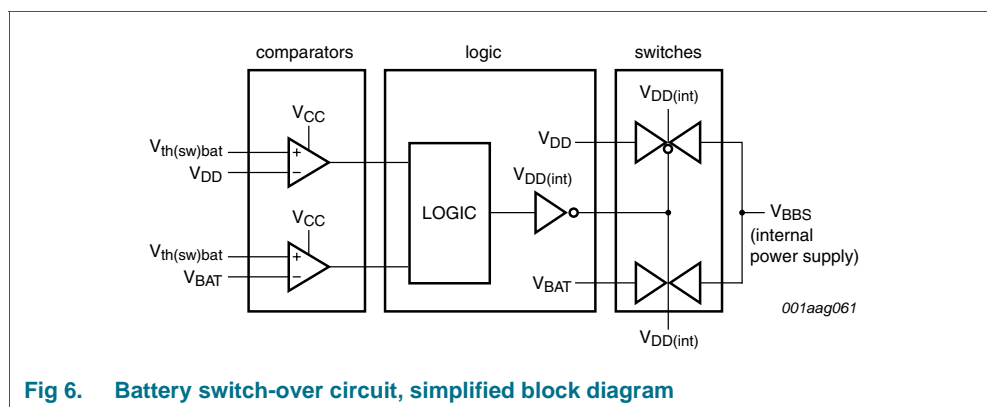 comparators
logic
switches
VCC
Vth(sw)bat
+
VDD
−
VCC
Vth(sw)bat
+
VBAT
−
LOGIC
VDD(int)
VDD(int)
VDD
VBAT
VDD(int)
VBBS
(internal
power supply)
001aag061
Fig 6. Battery switch-over circuit, simplified block diagram